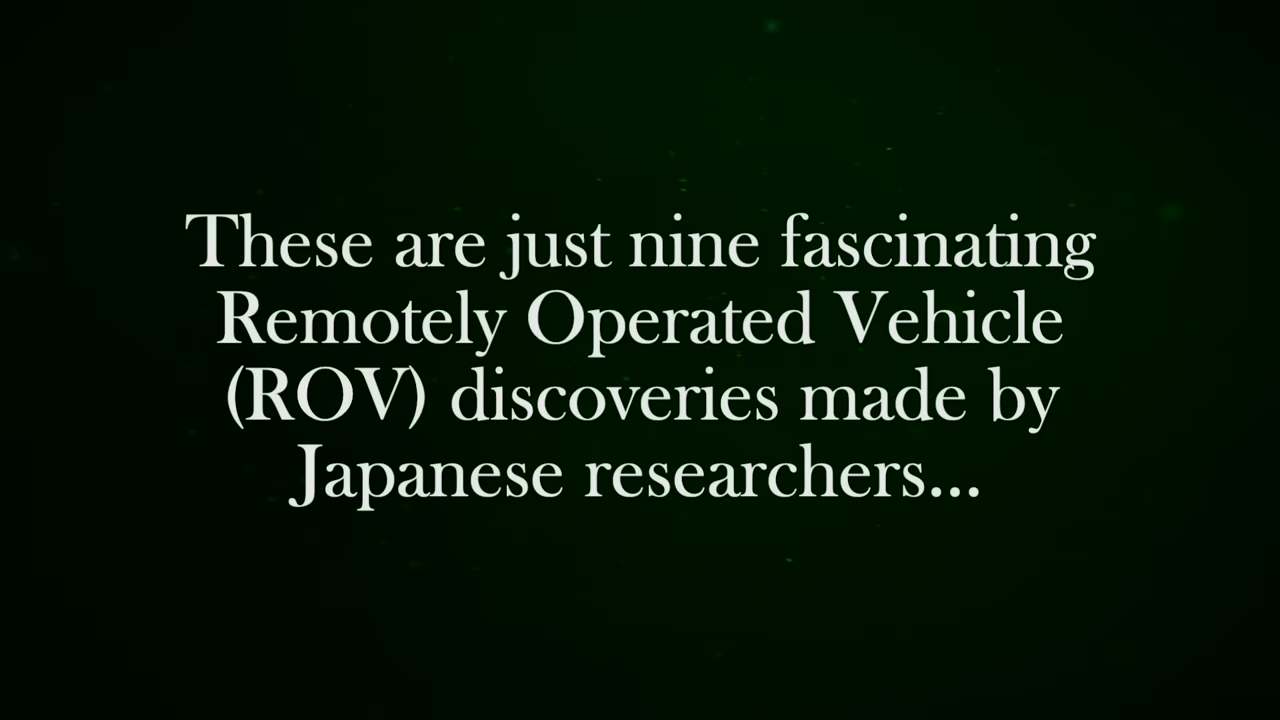 These are just nine fascinating
Remotely Operated Vehicle
(ROV) discoveries made by
Japanese researchers...